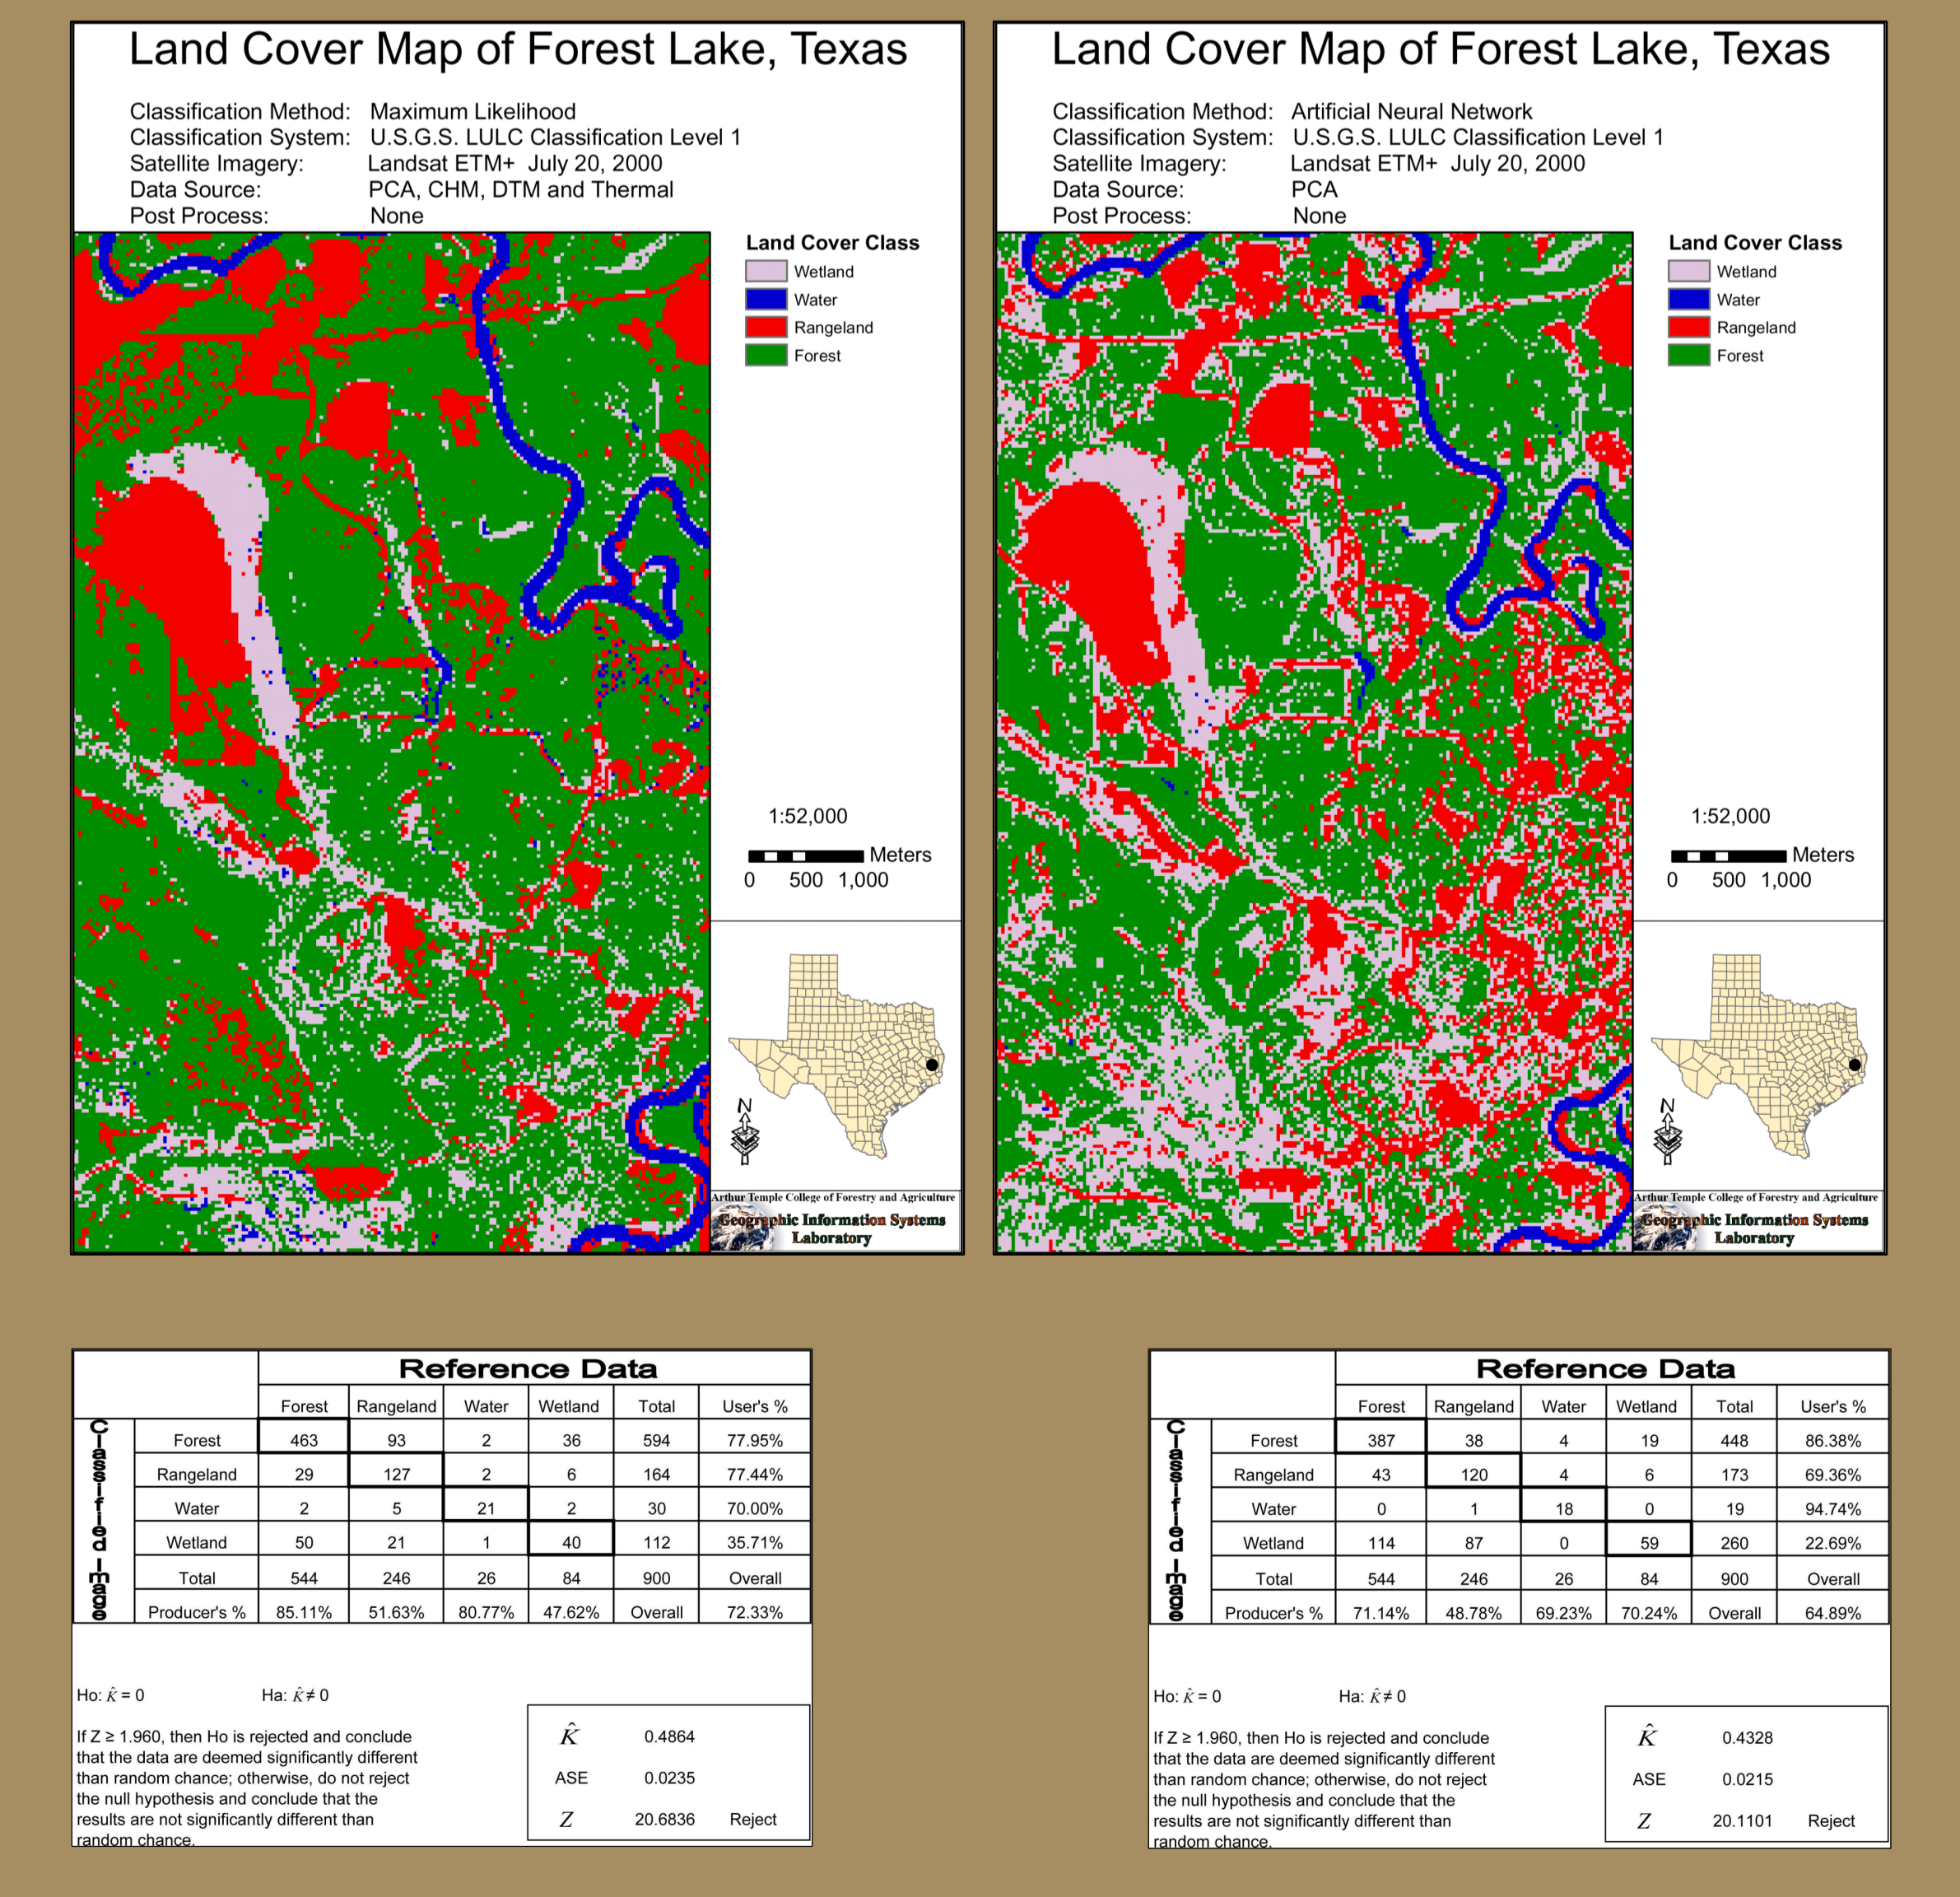 Land Cover Map of Forest Lake, Texas
Classification Method: Maximum Likelihood
Classification System: U.S.G.S. LULC Classification Level 1
Satellite Imagery: Landsat ETM+ July 20, 2000
Data Source: PCA, CHM, DTM and Thermal
Post Process: None
Land Cover Class
Wetland
Water
Rangeland
Forest
1:52,000
Meters
0 500 1,000
N
Arthur Temple College of Forestry and Agriculture
Geographic Information Systems
Laboratory
Land Cover Map of Forest Lake, Texas
Classification Method: Artificial Neural Network
Classification System: U.S.G.S. LULC Classification Level 1
Satellite Imagery: Landsat ETM+ July 20, 2000
Data Source: PCA
Post Process: None
Land Cover Class
Wetland
Water
Rangeland
Forest
1:52,000
Meters
0 500 1,000
N
Arthur Temple College of Forestry and Agriculture
Geographic Information Systems
Laboratory
Reference Data
Forest Rangeland Water Wetland Total User's %
Classified Image
Forest 463 93 2 36 594 77.95%
Rangeland 29 127 2 6 164 77.44%
Water 2 5 21 2 30 70.00%
Wetland 50 21 1 40 112 35.71%
Total 544 246 26 84 900 Overall
Producer's % 85.11% 51.63% 80.77% 47.62% Overall 72.33%
Ho: K̂ = 0 Ha: K̂ ≠ 0
If Z ≥ 1.960, then Ho is rejected and conclude
that the data are deemed significantly different
than random chance; otherwise, do not reject
the null hypothesis and conclude that the
results are not significantly different than
random chance.
K̂ 0.4864
ASE 0.0235
Z 20.6836 Reject
Reference Data
Forest Rangeland Water Wetland Total User's %
Classified Image
Forest 387 38 4 19 448 86.38%
Rangeland 43 120 4 6 173 69.36%
Water 0 1 18 0 19 94.74%
Wetland 114 87 0 59 260 22.69%
Total 544 246 26 84 900 Overall
Producer's % 71.14% 48.78% 69.23% 70.24% Overall 64.89%
Ho: K̂ = 0 Ha: K̂ ≠ 0
If Z ≥ 1.960, then Ho is rejected and conclude
that the data are deemed significantly different
than random chance; otherwise, do not reject
the null hypothesis and conclude that the
results are not significantly different than
random chance.
K̂ 0.4328
ASE 0.0215
Z 20.1101 Reject